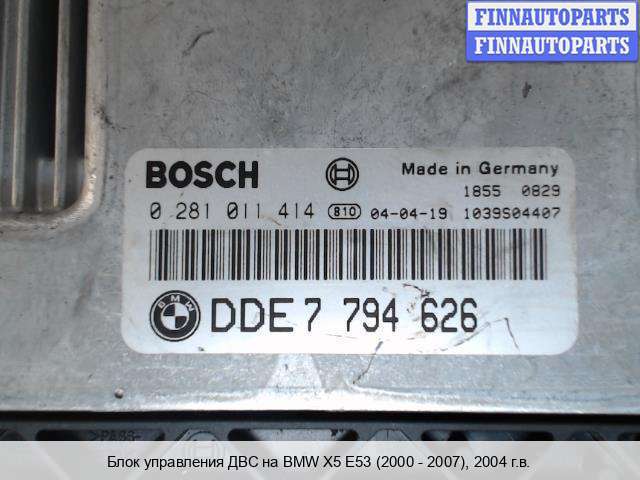 FINNAUTOPARTS
FINNAUTOPARTS
BOSCH Made in Germany
1855 0829
0 281 011 414 810 04-04-19 1039S04407
BMW DDE 7 794 626
Блок управления ДВС на BMW X5 E53 (2000 - 2007), 2004 г.в.